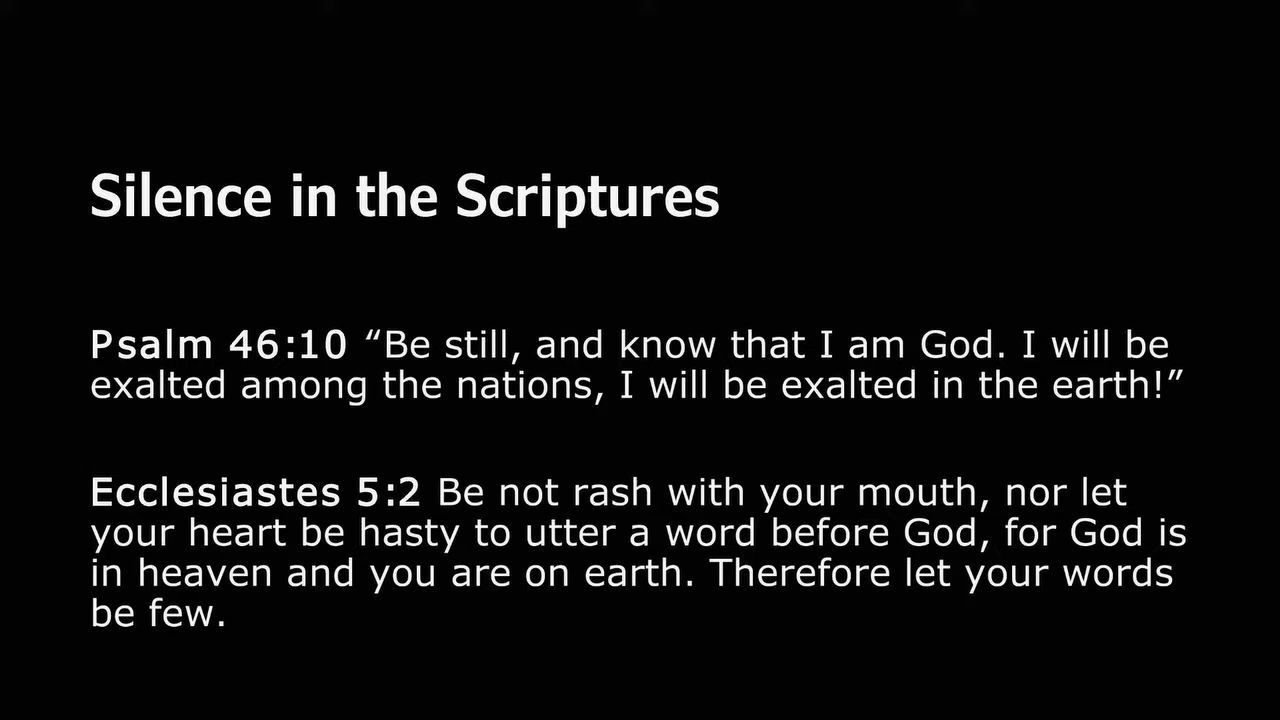 Silence in the Scriptures
Psalm 46:10 “Be still, and know that I am God. I will be
exalted among the nations, I will be exalted in the earth!”
Ecclesiastes 5:2 Be not rash with your mouth, nor let
your heart be hasty to utter a word before God, for God is
in heaven and you are on earth. Therefore let your words
be few.